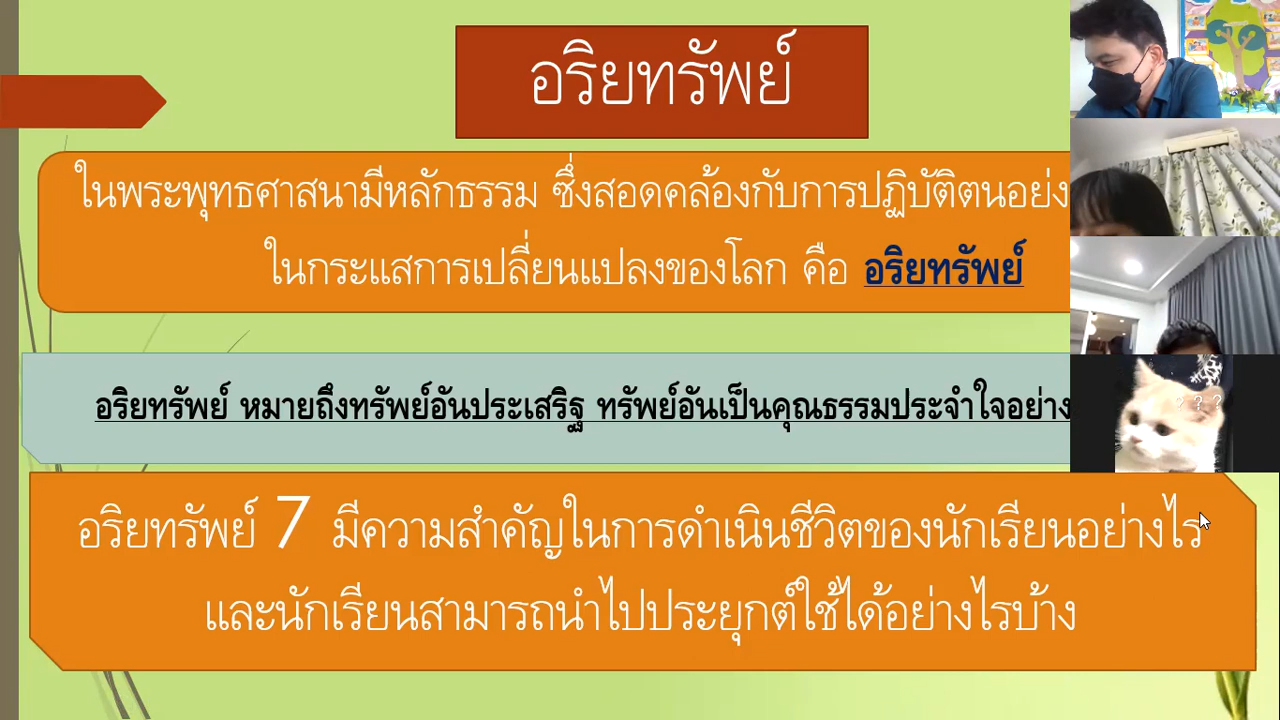 อริยทรัพย์
ในพระพุทธศาสนามีหลักธรรม ซึ่งสอดคล้องกับการปฏิบัติตนอย่าง
ในกระแสการเปลี่ยนแปลงของโลก คือ อริยทรัพย์
อริยทรัพย์ หมายถึงทรัพย์อันประเสริฐ ทรัพย์อันเป็นคุณธรรมประจำใจอย่าง
? ? ?
อริยทรัพย์ 7 มีความสำคัญในการดำเนินชีวิตของนักเรียนอย่างไร
และนักเรียนสามารถนำไปประยุกต์ใช้ได้อย่างไรบ้าง